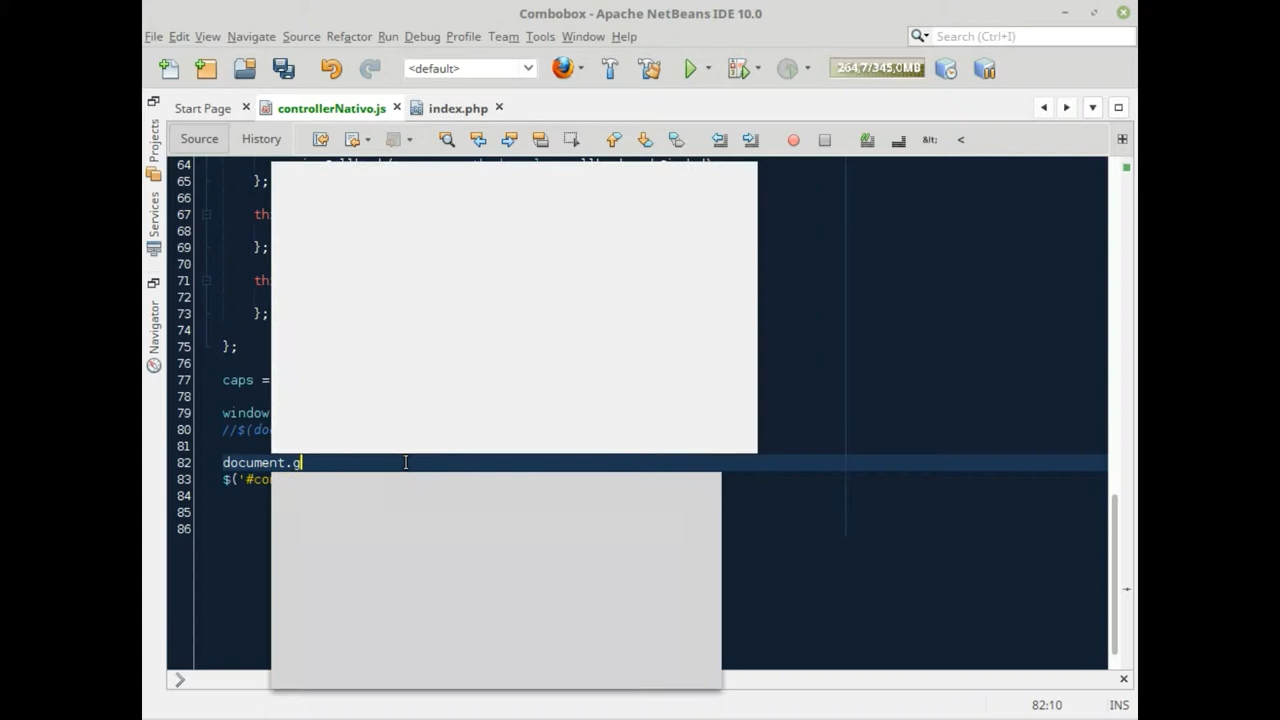 Combobox - Apache NetBeans IDE 10.0
File Edit View Navigate Source Refactor Run Debug Profile Team Tools Window Help
Search (Ctrl+I)
<default>
264,7/345,0MB
Start Page
controllerNativo.js
index.php
Source
History
Projects
Services
Navigator
64
65 };
66
67 th
68
69 };
70
71 th
72
73 };
74
75 };
76
77 caps =
78
79 window
80 //$(do
81
82 document.g
83 $('#co
84
85
86
82:10
INS